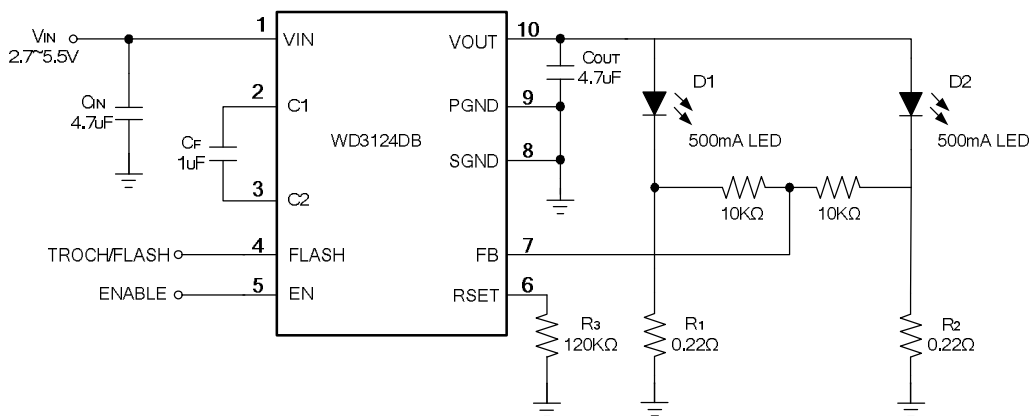 VIN
2.7~5.5V
CIN
4.7uF
CF
1uF
TROCH/FLASH
ENABLE
1
2
3
4
5
VIN
C1
C2
FLASH
EN
WD3124DB
VOUT
PGND
SGND
FB
RSET
10
9
8
7
6
COUT
4.7uF
D1
500mA LED
D2
500mA LED
10KΩ
10KΩ
R3
120KΩ
R1
0.22Ω
R2
0.22Ω